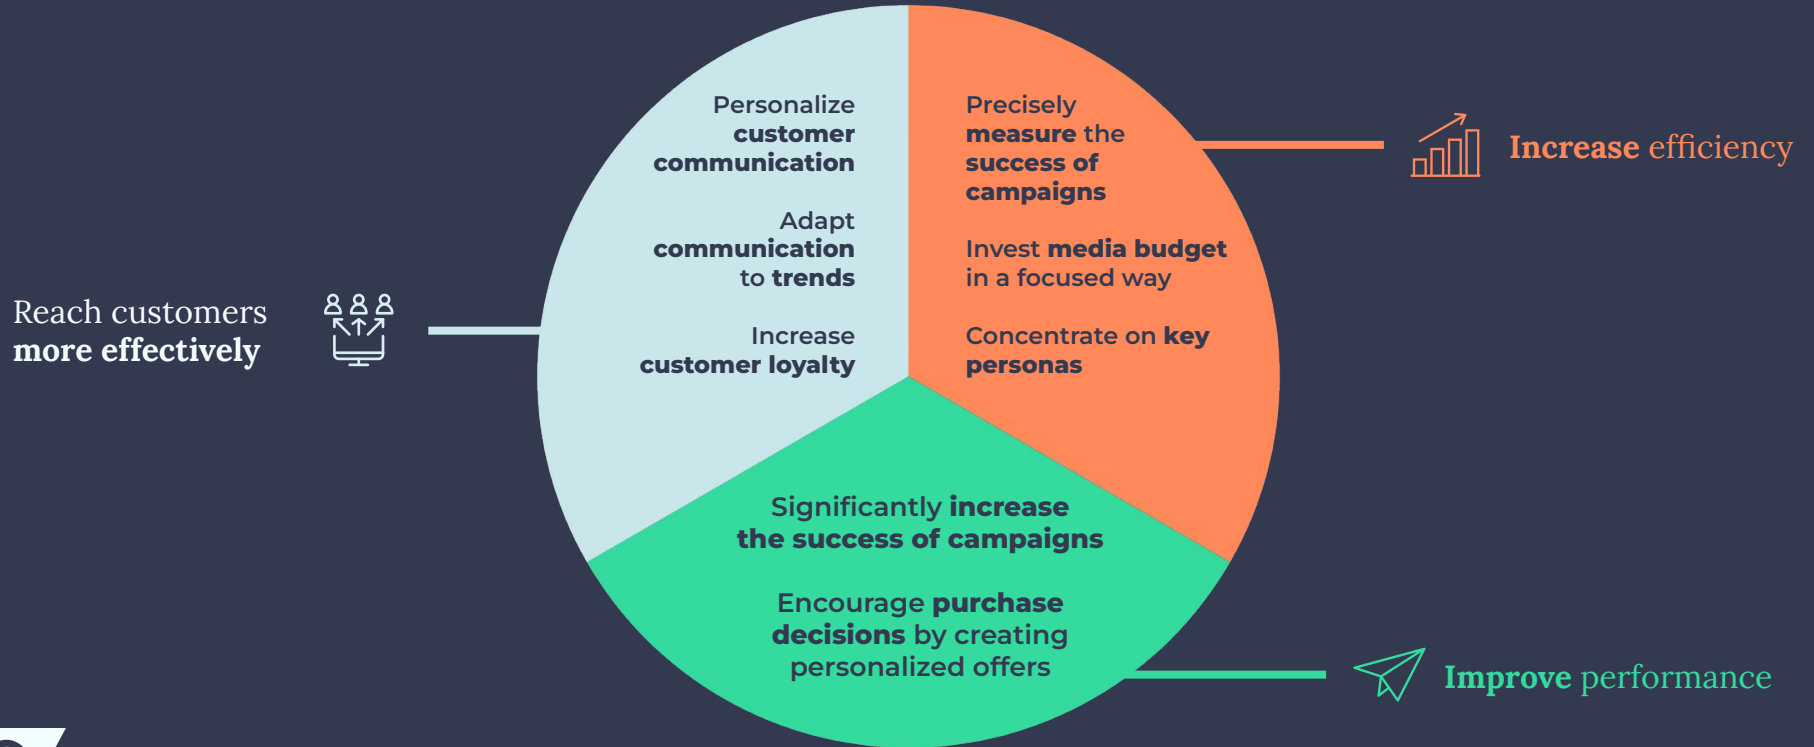 Reach customers
more effectively
Personalize
customer
communication
Adapt
communication
to trends
Increase
customer loyalty
Precisely
measure the
success of
campaigns
Invest media budget
in a focused way
Concentrate on key
personas
Increase efficiency
Significantly increase
the success of campaigns
Encourage purchase
decisions by creating
personalized offers
Improve performance